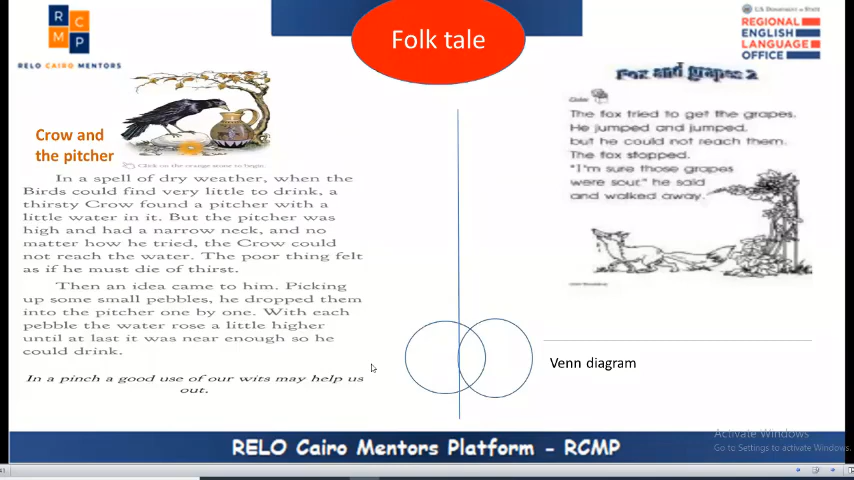 R
C
M
P
RELO CAIRO MENTORS
Folk tale
U.S. Department of State
REGIONAL
ENGLISH
LANGUAGE
OFFICE
Crow and
the pitcher
Click on the orange stone to begin.
In a spell of dry weather, when the
Birds could find very little to drink, a
thirsty Crow found a pitcher with a
little water in it. But the pitcher was
high and had a narrow neck, and no
matter how he tried, the Crow could
not reach the water. The poor thing felt
as if he must die of thirst.
Then an idea came to him. Picking
up some small pebbles, he dropped them
into the pitcher one by one. With each
pebble the water rose a little higher
until at last it was near enough so he
could drink.
In a pinch a good use of our wits may help us
out.
Fox and grapes 2
Color
The fox tried to get the grapes.
He jumped and jumped,
but he could not reach them.
The fox stopped.
"I'm sure those grapes
were sour," he said
and walked away.
Venn diagram
Activate Windows
Go to Settings to activate Windows.
RELO Cairo Mentors Platform - RCMP